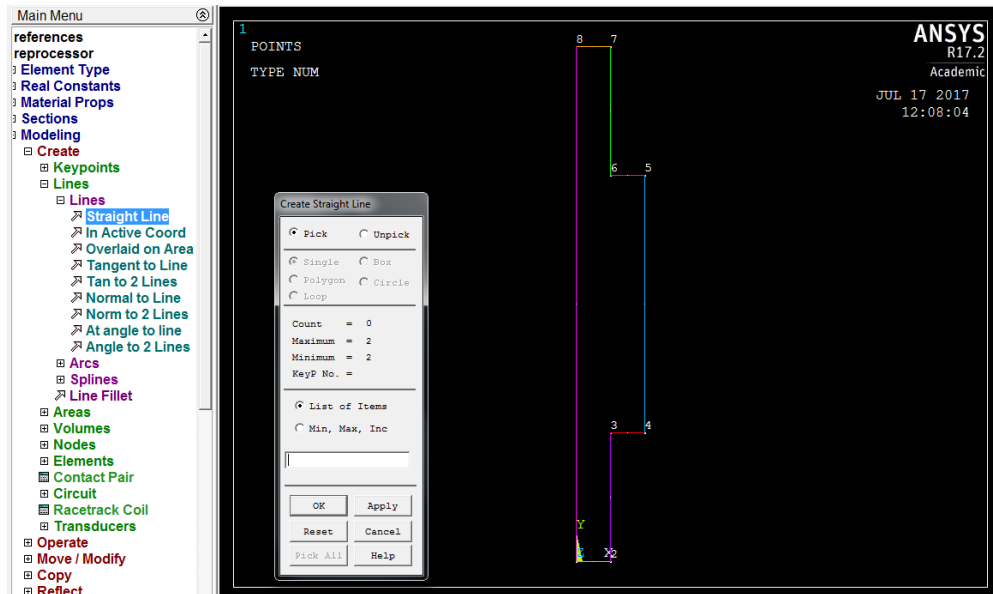 Main Menu
references
reprocessor
Element Type
Real Constants
Material Props
Sections
Modeling
Create
Keypoints
Lines
Lines
Straight Line
In Active Coord
Overlaid on Area
Tangent to Line
Tan to 2 Lines
Normal to Line
Norm to 2 Lines
At angle to line
Angle to 2 Lines
Arcs
Splines
Line Fillet
Areas
Volumes
Nodes
Elements
Contact Pair
Circuit
Racetrack Coil
Transducers
Operate
Move / Modify
Copy
Reflect
1
POINTS
TYPE NUM
Create Straight Line
Pick Unpick
Single Box
Polygon Circle
Loop
Count = 0
Maximum = 2
Minimum = 2
KeyP No. =
List of Items
Min, Max, Inc
OK Apply
Reset Cancel
Pick All Help
8 7
6 5
3 4
Y
X 2
ANSYS
R17.2
Academic
JUL 17 2017
12:08:04